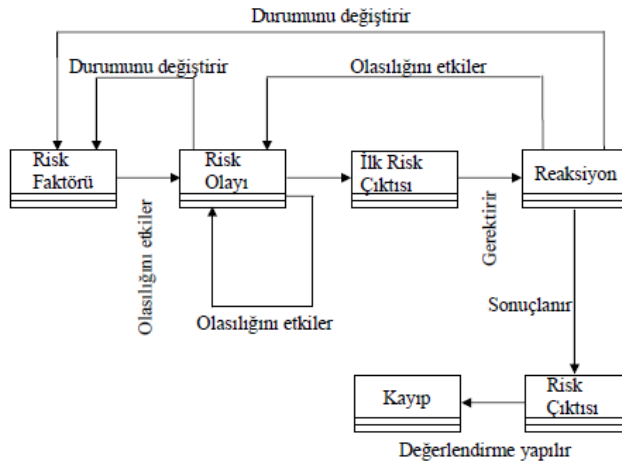 Durumunu değiştirir
Durumunu değiştirir
Olasılığını etkiler
Risk
Faktörü
Risk
Olayı
İlk Risk
Çıktısı
Reaksiyon
Olasılığını etkiler
Gerektirir
Olasılığını etkiler
Sonuçlanır
Kayıp
Risk
Çıktısı
Değerlendirme yapılır